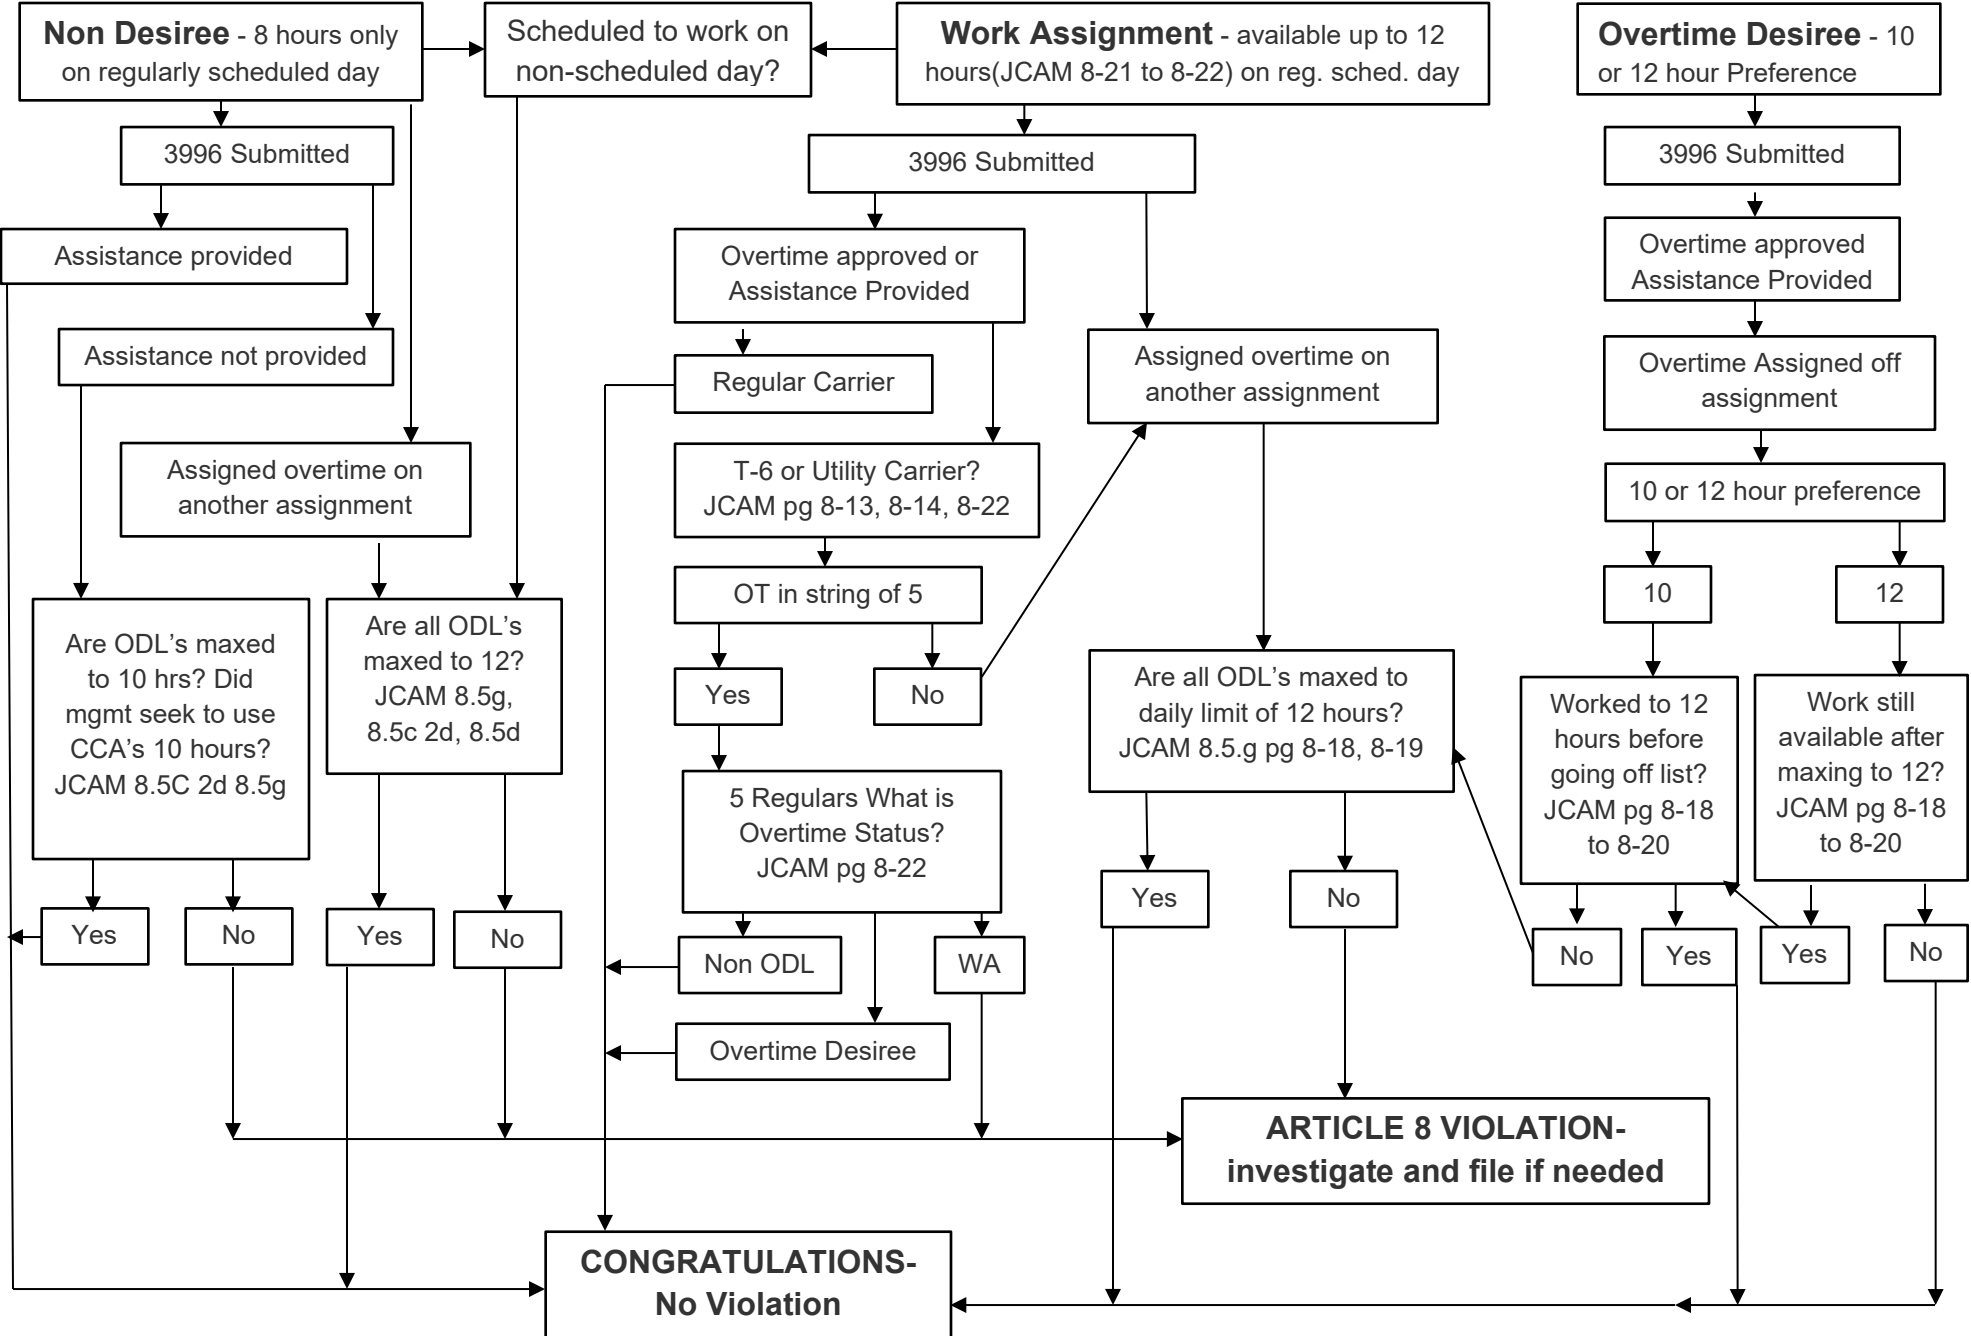 Non Desiree - 8 hours only
on regularly scheduled day
Scheduled to work on
non-scheduled day?
Work Assignment - available up to 12
hours(JCAM 8-21 to 8-22) on reg. sched. day
Overtime Desiree - 10
or 12 hour Preference
3996 Submitted
3996 Submitted
3996 Submitted
Assistance provided
Overtime approved or
Assistance Provided
Overtime approved
Assistance Provided
Assistance not provided
Regular Carrier
Assigned overtime on
another assignment
Overtime Assigned off
assignment
Assigned overtime on
another assignment
T-6 or Utility Carrier?
JCAM pg 8-13, 8-14, 8-22
10 or 12 hour preference
OT in string of 5
10
12
Are ODL's maxed
to 10 hrs? Did
mgmt seek to use
CCA's 10 hours?
JCAM 8.5C 2d 8.5g
Are all ODL's
maxed to 12?
JCAM 8.5g,
8.5c 2d, 8.5d
Yes
No
Are all ODL's maxed to
daily limit of 12 hours?
JCAM 8.5.g pg 8-18, 8-19
Worked to 12
hours before
going off list?
JCAM pg 8-18
to 8-20
Work still
available after
maxing to 12?
JCAM pg 8-18
to 8-20
5 Regulars What is
Overtime Status?
JCAM pg 8-22
Yes
No
Yes
No
Yes
No
Non ODL
WA
No
Yes
Yes
No
Overtime Desiree
ARTICLE 8 VIOLATION-
investigate and file if needed
CONGRATULATIONS-
No Violation